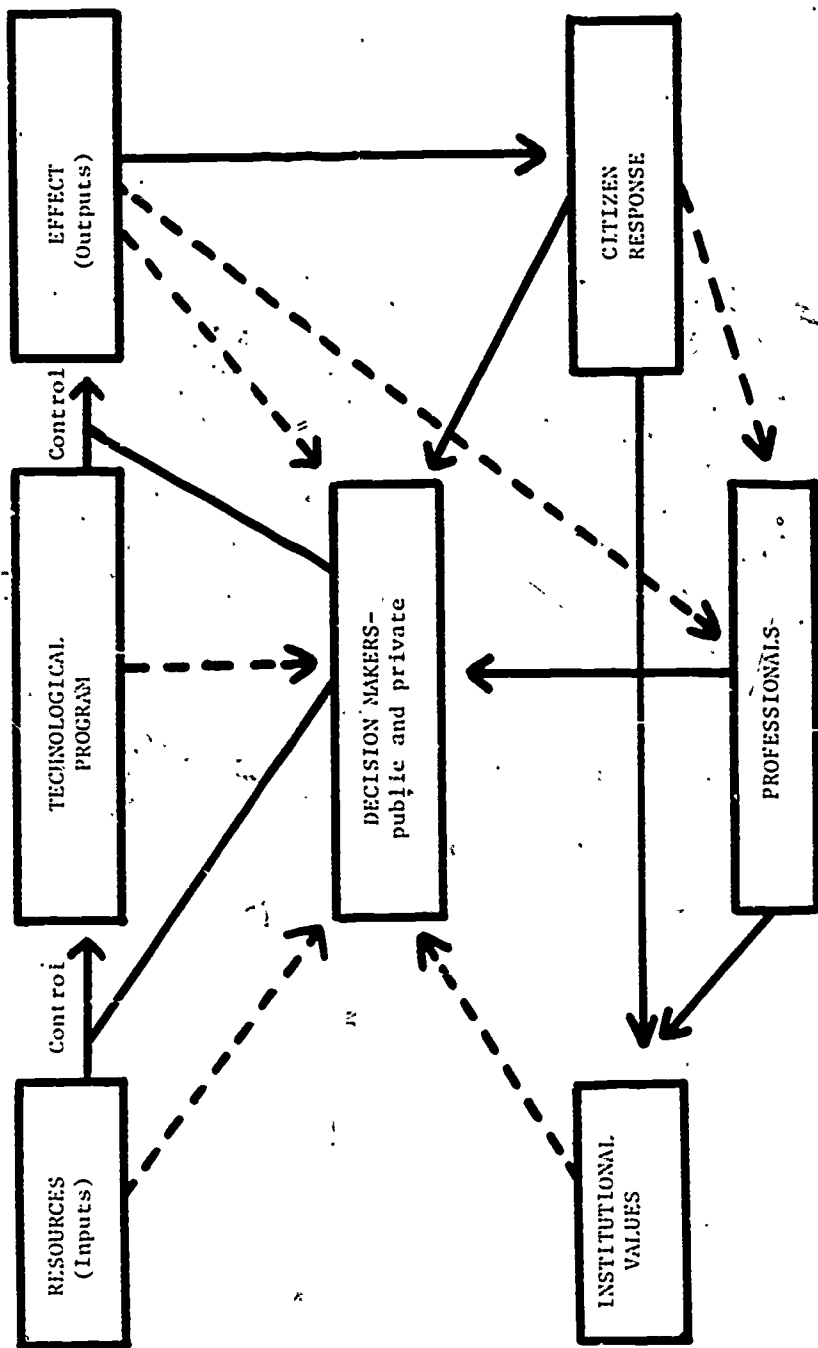 RESOURCES
(Inputs)
Control
TECHNOLOGICAL
PROGRAM
Control
EFFECT
(Outputs)
DECISION MAKERS-
public and private
INSTITUTIONAL
VALUES
CITIZEN
RESPONSE
PROFESSIONALS